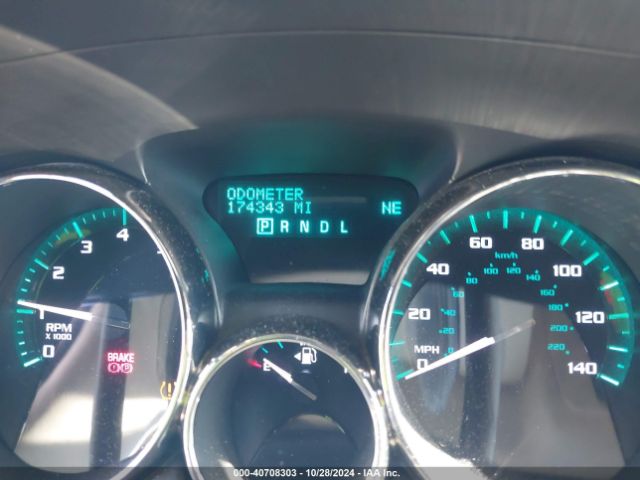 ODOMETER
174343 MI NE
P R N D L
0 1 2 3 4
RPM
X 1000
BRAKE
E
0 20 40 60 80 100 120 140
km/h
0 20 40 60 80 100 120 140 160 180 200 220
MPH
000-40708303 - 10/28/2024 - IAA Inc.